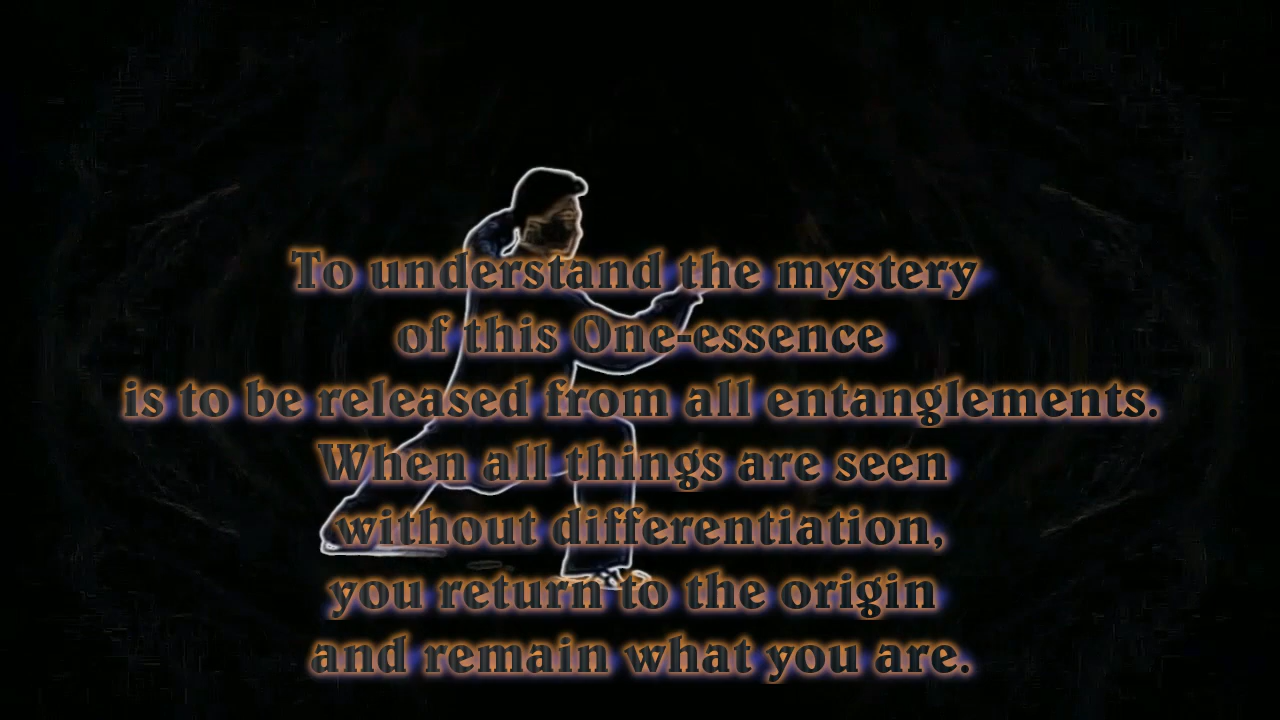 To understand the mystery
of this One-essence
is to be released from all entanglements.
When all things are seen
without differentiation,
you return to the origin
and remain what you are.